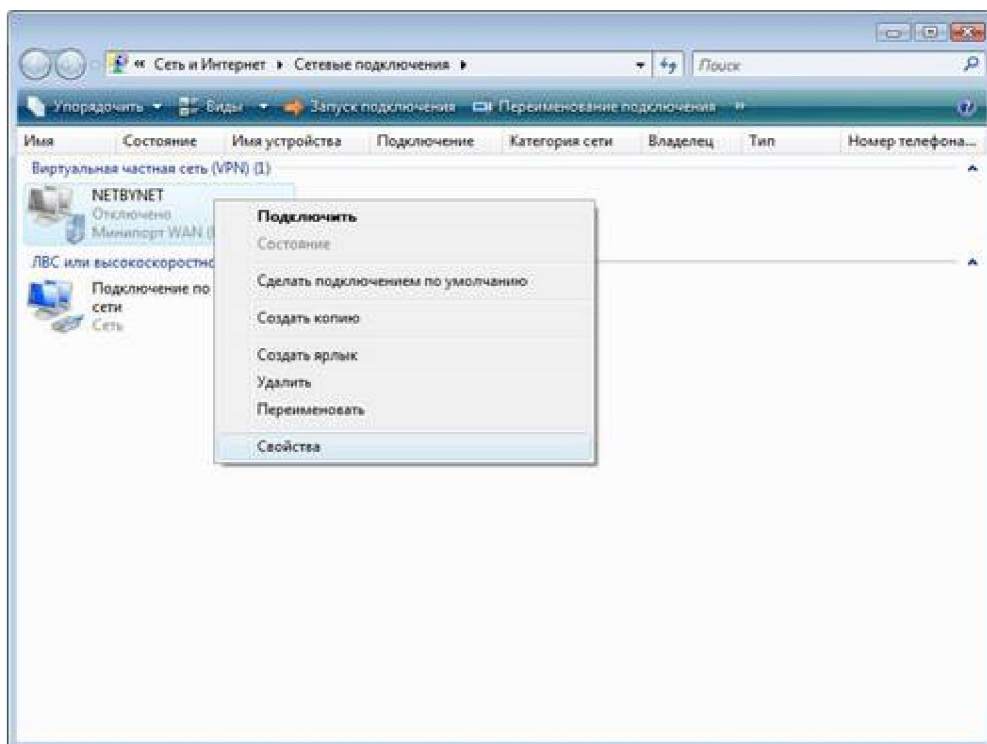 « Сеть и Интернет ▸ Сетевые подключения ▸ Поиск
Упорядочить Виды Запуск подключения Переименование подключения »
Имя Состояние Имя устройства Подключение Категория сети Владелец Тип Номер телефона...
Виртуальная частная сеть (VPN) (1)
NETBYNET
Отключено
Минипорт WAN (
Подключить
Состояние
ЛВС или высокоскоростно
Сделать подключением по умолчанию
Подключение по
сети
Сеть
Создать копию
Создать ярлык
Удалить
Переименовать
Свойства